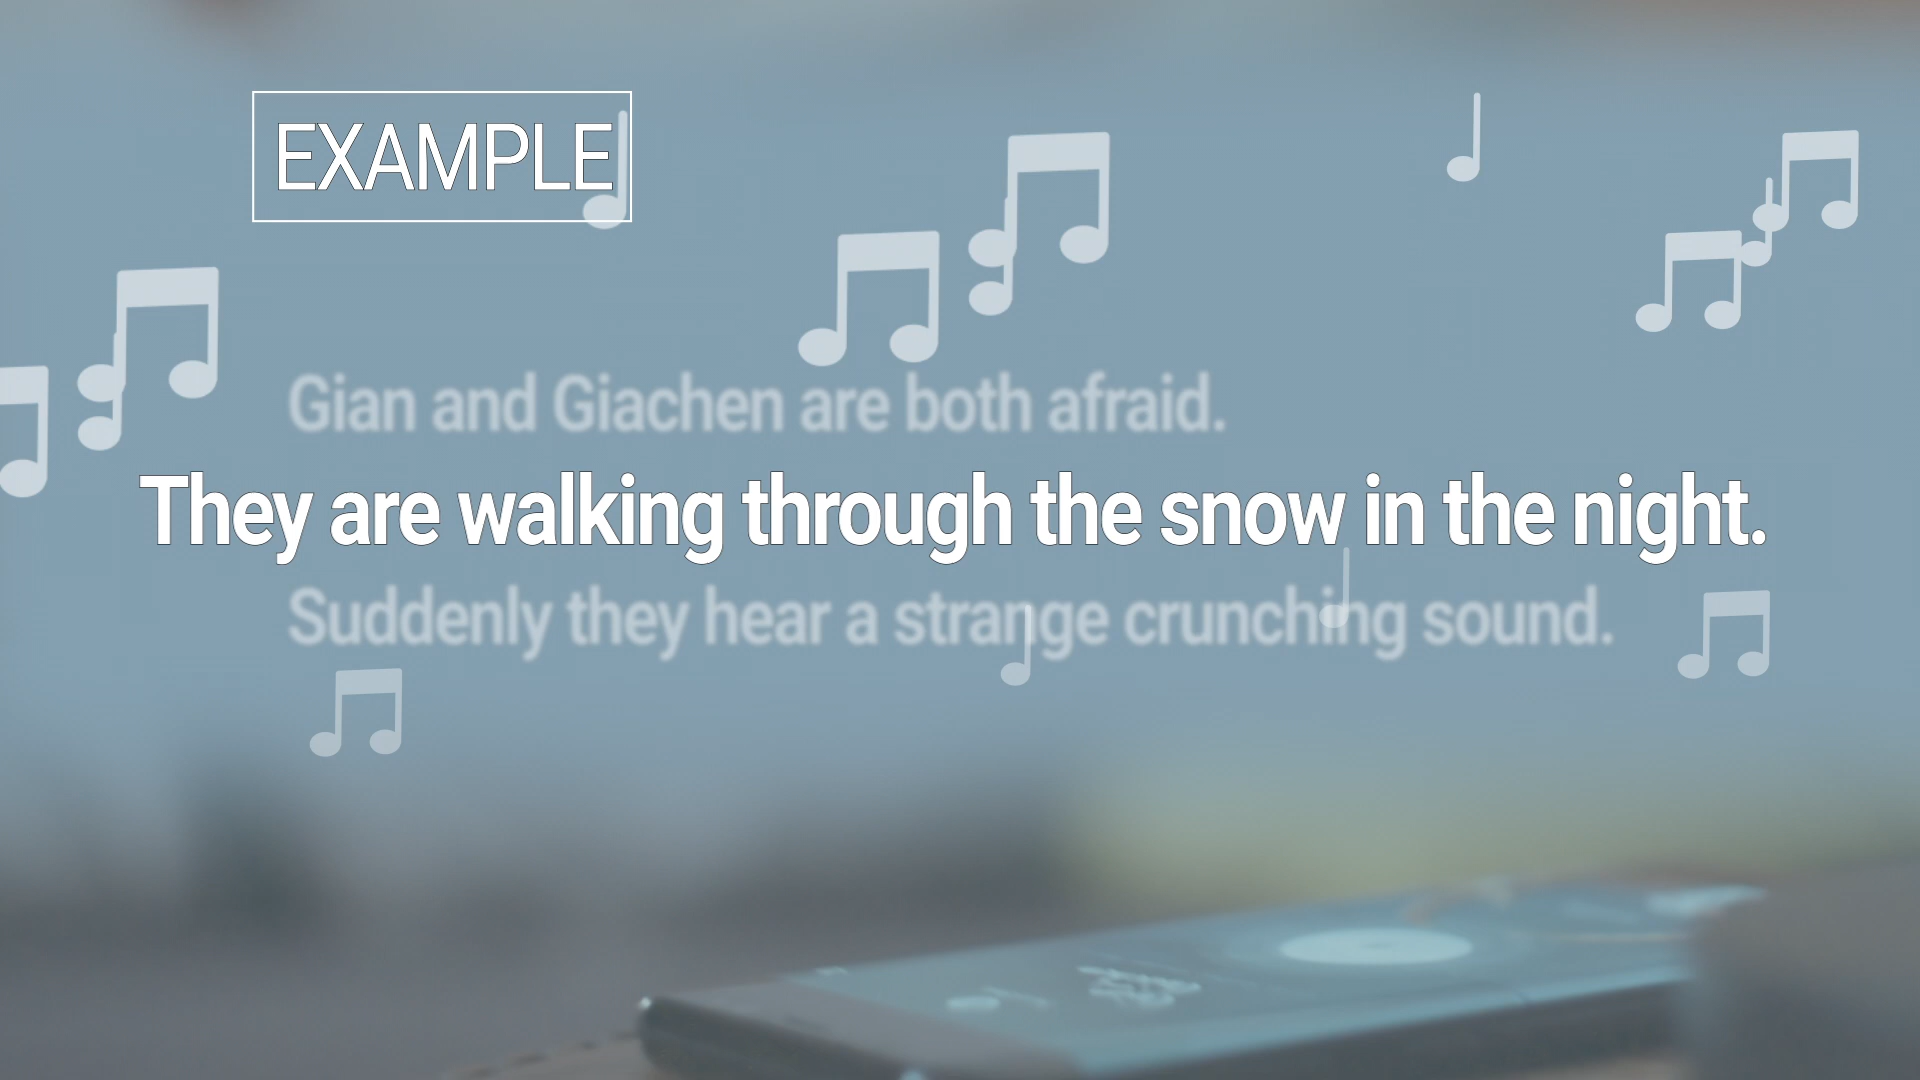 EXAMPLE
Gian and Giachen are both afraid.
They are walking through the snow in the night.
Suddenly they hear a strange crunching sound.